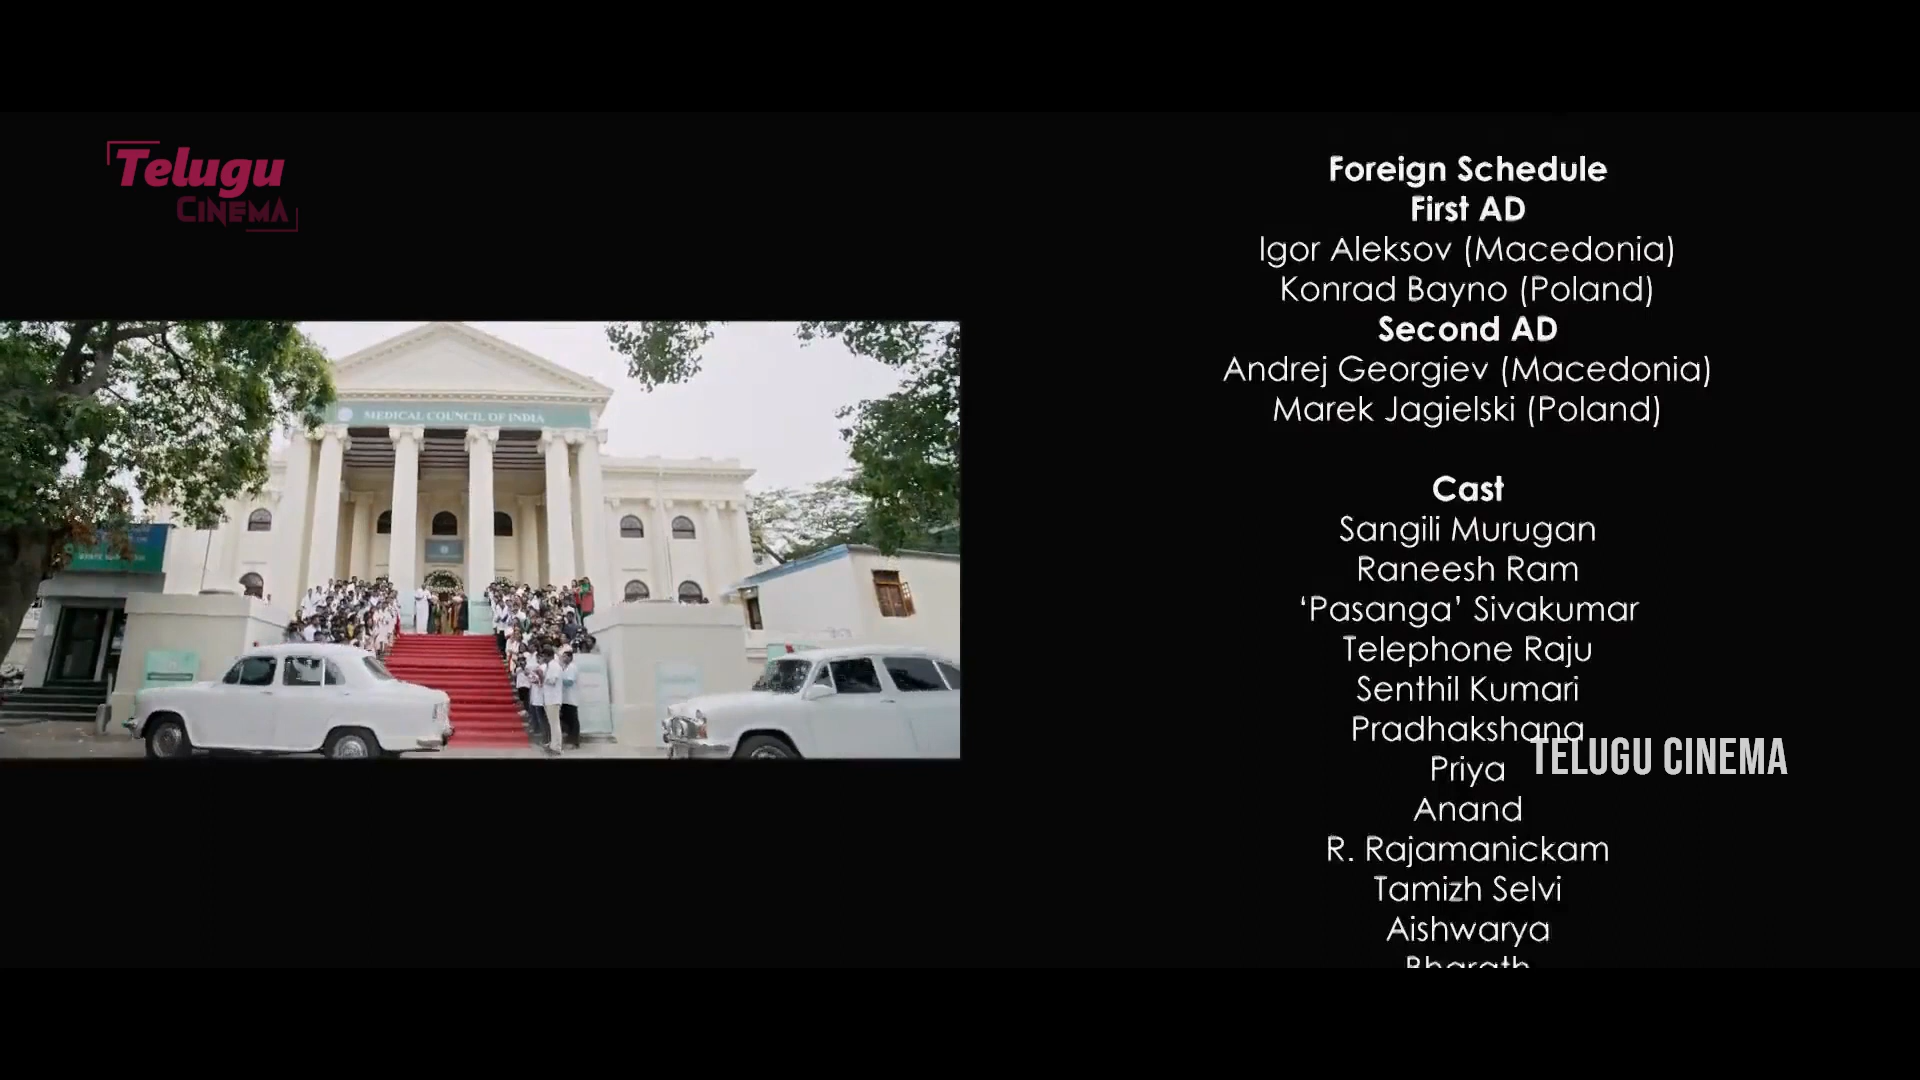 Telugu
CINEMA
MEDICAL COUNCIL OF INDIA
Foreign Schedule
First AD
Igor Aleksov (Macedonia)
Konrad Bayno (Poland)
Second AD
Andrej Georgiev (Macedonia)
Marek Jagielski (Poland)
Cast
Sangili Murugan
Raneesh Ram
‘Pasanga’ Sivakumar
Telephone Raju
Senthil Kumari
Pradhakshana
Priya
TELUGU CINEMA
Anand
R. Rajamanickam
Tamizh Selvi
Aishwarya
Bharath